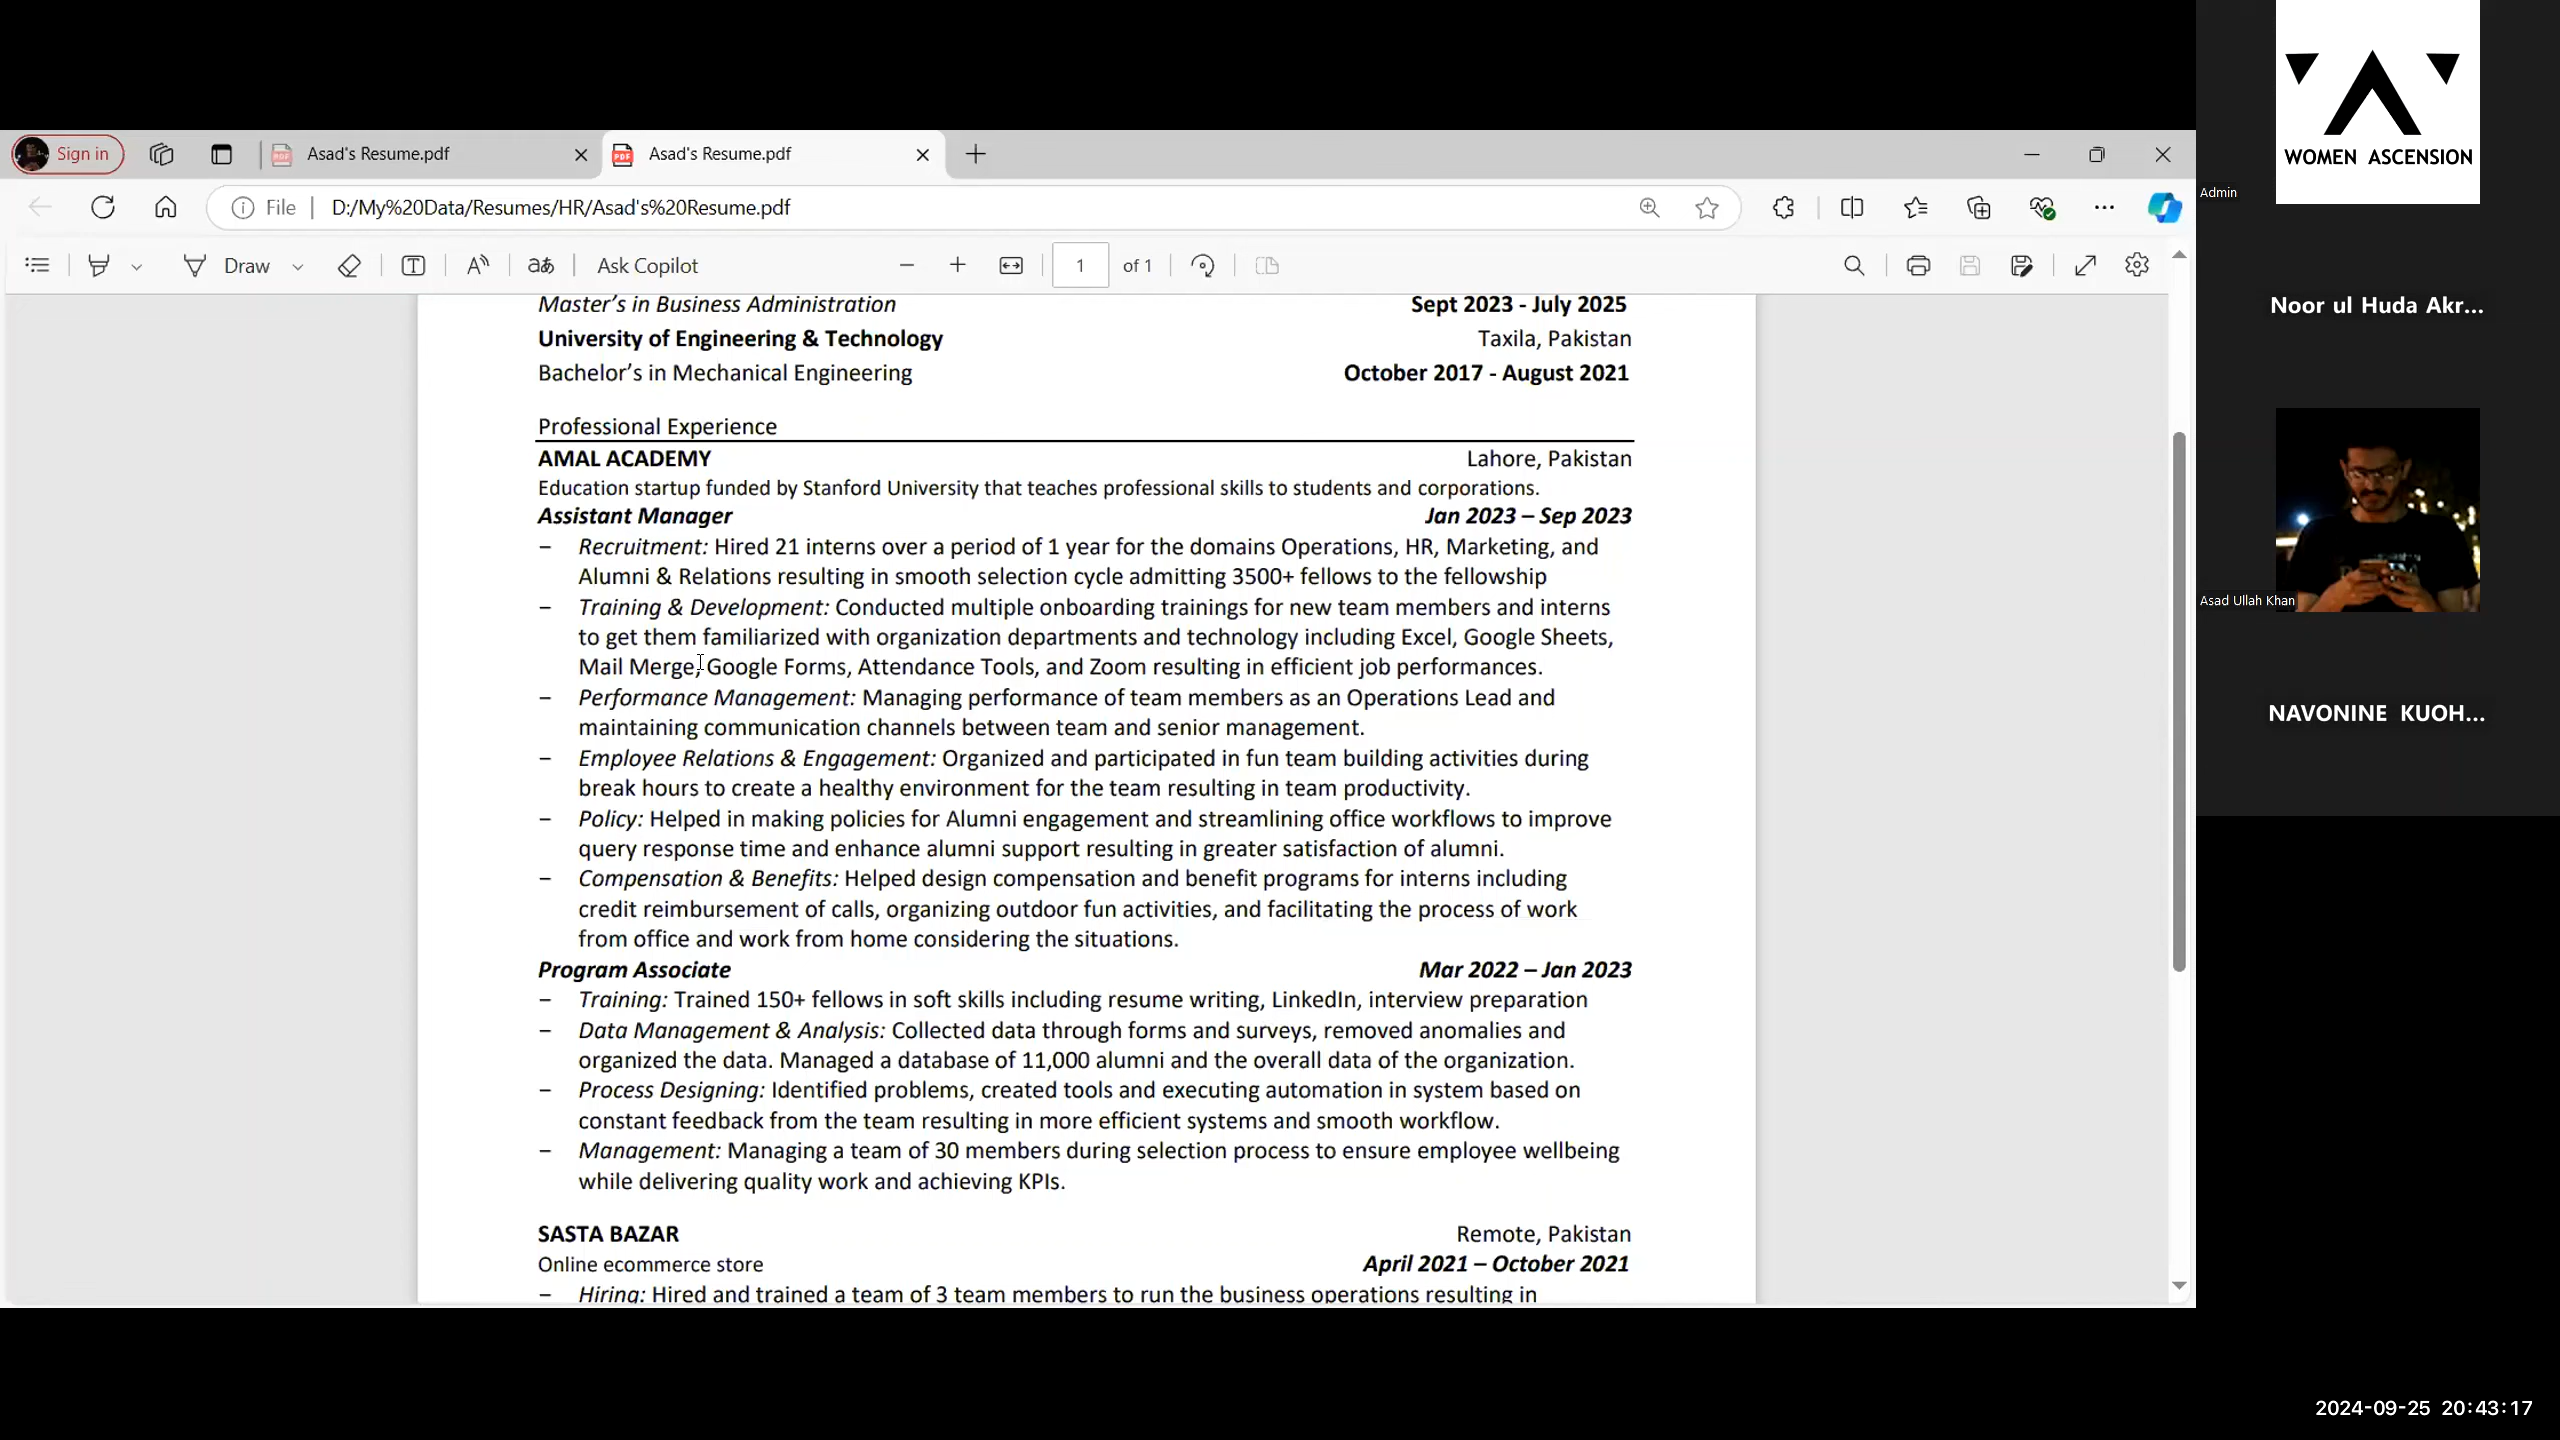 WOMEN ASCENSION
Admin
Sign in
Asad's Resume.pdf
Asad's Resume.pdf
File
D:/My%20Data/Resumes/HR/Asad's%20Resume.pdf
Draw
Ask Copilot
1 of 1
Master's in Business Administration Sept 2023 - July 2025
University of Engineering & Technology Taxila, Pakistan
Bachelor's in Mechanical Engineering October 2017 - August 2021
Professional Experience
AMAL ACADEMY Lahore, Pakistan
Education startup funded by Stanford University that teaches professional skills to students and corporations.
Assistant Manager Jan 2023 – Sep 2023
– Recruitment: Hired 21 interns over a period of 1 year for the domains Operations, HR, Marketing, and
Alumni & Relations resulting in smooth selection cycle admitting 3500+ fellows to the fellowship
– Training & Development: Conducted multiple onboarding trainings for new team members and interns
to get them familiarized with organization departments and technology including Excel, Google Sheets,
Mail Merge, Google Forms, Attendance Tools, and Zoom resulting in efficient job performances.
– Performance Management: Managing performance of team members as an Operations Lead and
maintaining communication channels between team and senior management.
– Employee Relations & Engagement: Organized and participated in fun team building activities during
break hours to create a healthy environment for the team resulting in team productivity.
– Policy: Helped in making policies for Alumni engagement and streamlining office workflows to improve
query response time and enhance alumni support resulting in greater satisfaction of alumni.
– Compensation & Benefits: Helped design compensation and benefit programs for interns including
credit reimbursement of calls, organizing outdoor fun activities, and facilitating the process of work
from office and work from home considering the situations.
Program Associate Mar 2022 – Jan 2023
– Training: Trained 150+ fellows in soft skills including resume writing, LinkedIn, interview preparation
– Data Management & Analysis: Collected data through forms and surveys, removed anomalies and
organized the data. Managed a database of 11,000 alumni and the overall data of the organization.
– Process Designing: Identified problems, created tools and executing automation in system based on
constant feedback from the team resulting in more efficient systems and smooth workflow.
– Management: Managing a team of 30 members during selection process to ensure employee wellbeing
while delivering quality work and achieving KPIs.
SASTA BAZAR Remote, Pakistan
Online ecommerce store April 2021 – October 2021
– Hiring: Hired and trained a team of 3 team members to run the business operations resulting in
Noor ul Huda Akr...
Asad Ullah Khan
NAVONINE KUOH...
2024-09-25 20:43:17